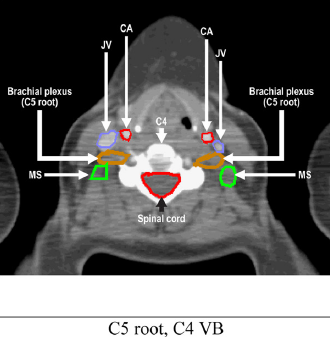 CA
CA
JV
JV
C4
Brachial plexus
(C5 root)
Brachial plexus
(C5 root)
MS
MS
Spinal cord
C5 root, C4 VB